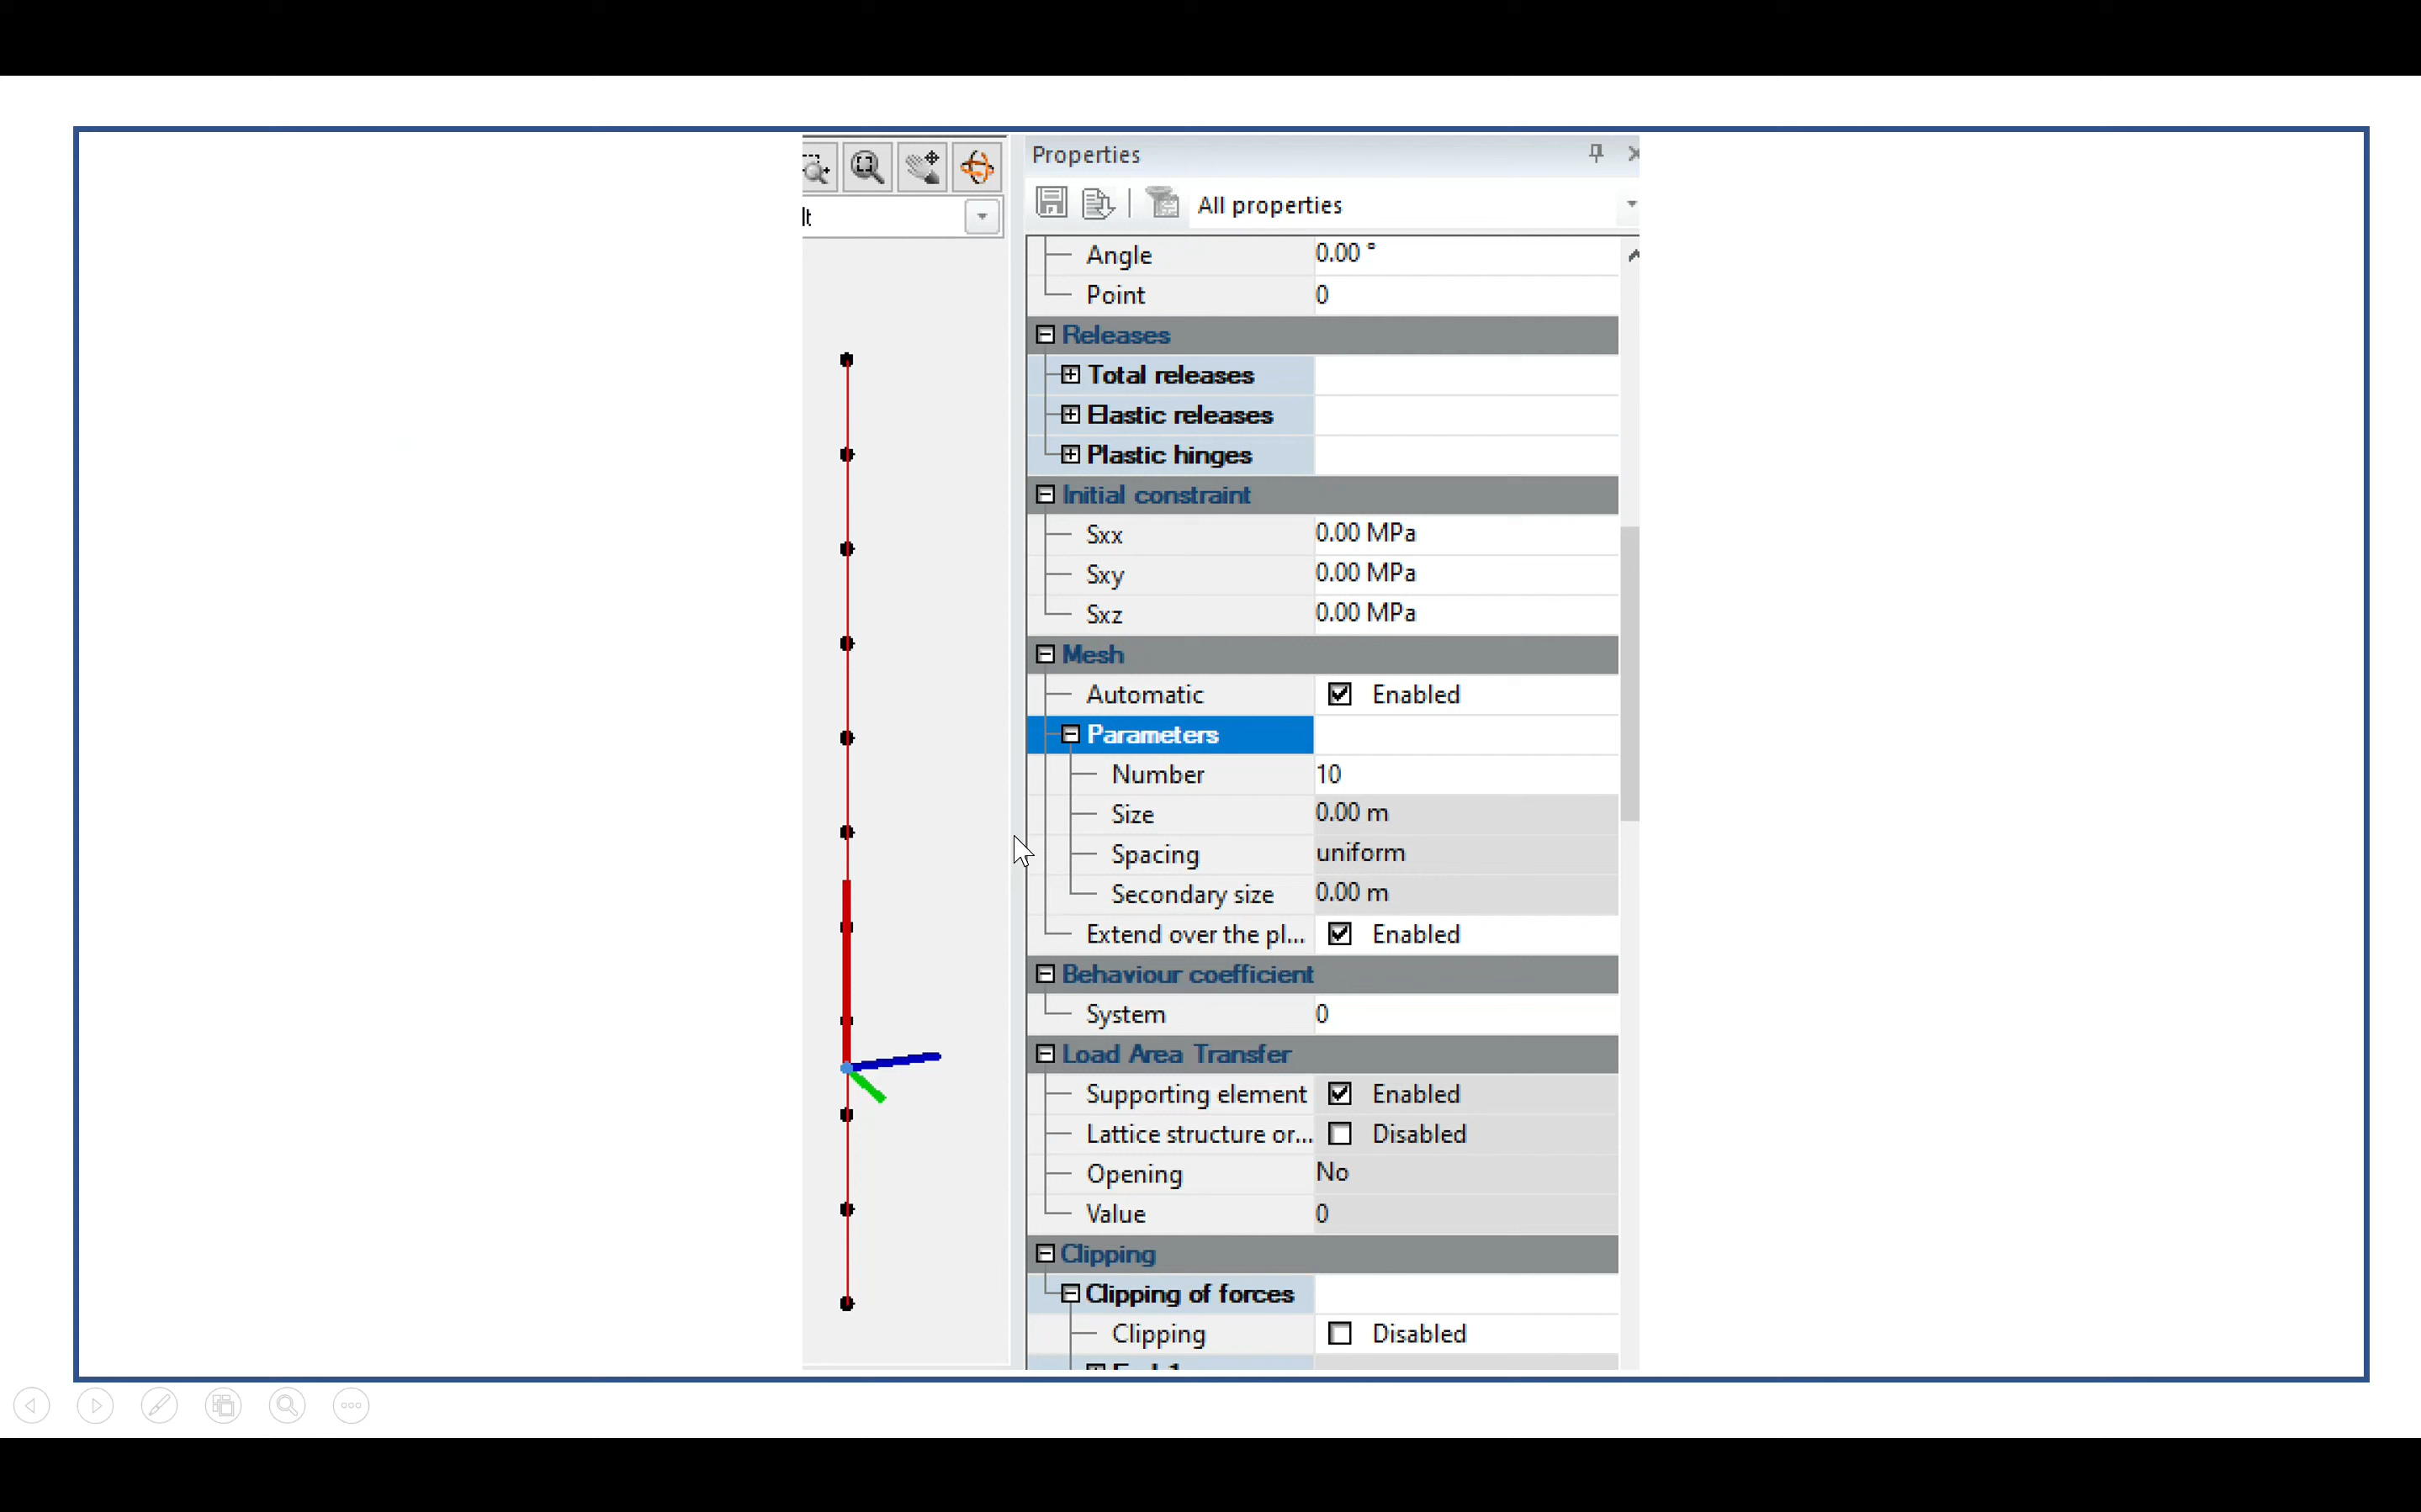 Properties
All properties
lt
Angle 0.00 °
Point 0
Releases
Total releases
Elastic releases
Plastic hinges
Initial constraint
Sxx 0.00 MPa
Sxy 0.00 MPa
Sxz 0.00 MPa
Mesh
Automatic Enabled
Parameters
Number 10
Size 0.00 m
Spacing uniform
Secondary size 0.00 m
Extend over the pl... Enabled
Behaviour coefficient
System 0
Load Area Transfer
Supporting element Enabled
Lattice structure or... Disabled
Opening No
Value 0
Clipping
Clipping of forces
Clipping Disabled